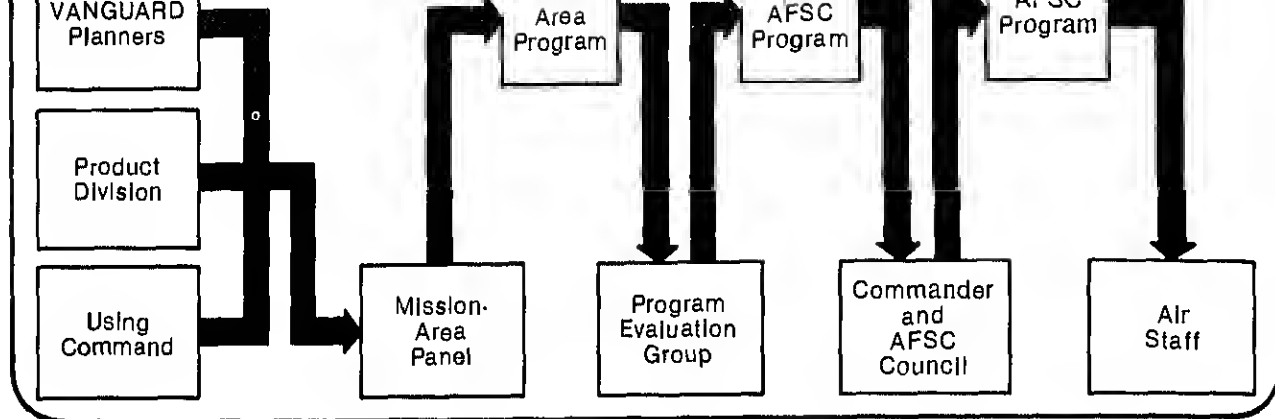 VANGUARD
Planners
Area
Program
AFSC
Program
AFSC
Program
Product
Division
Using
Command
Mission-
Area
Panel
Program
Evaluation
Group
Commander
and
AFSC
Council
Air
Staff